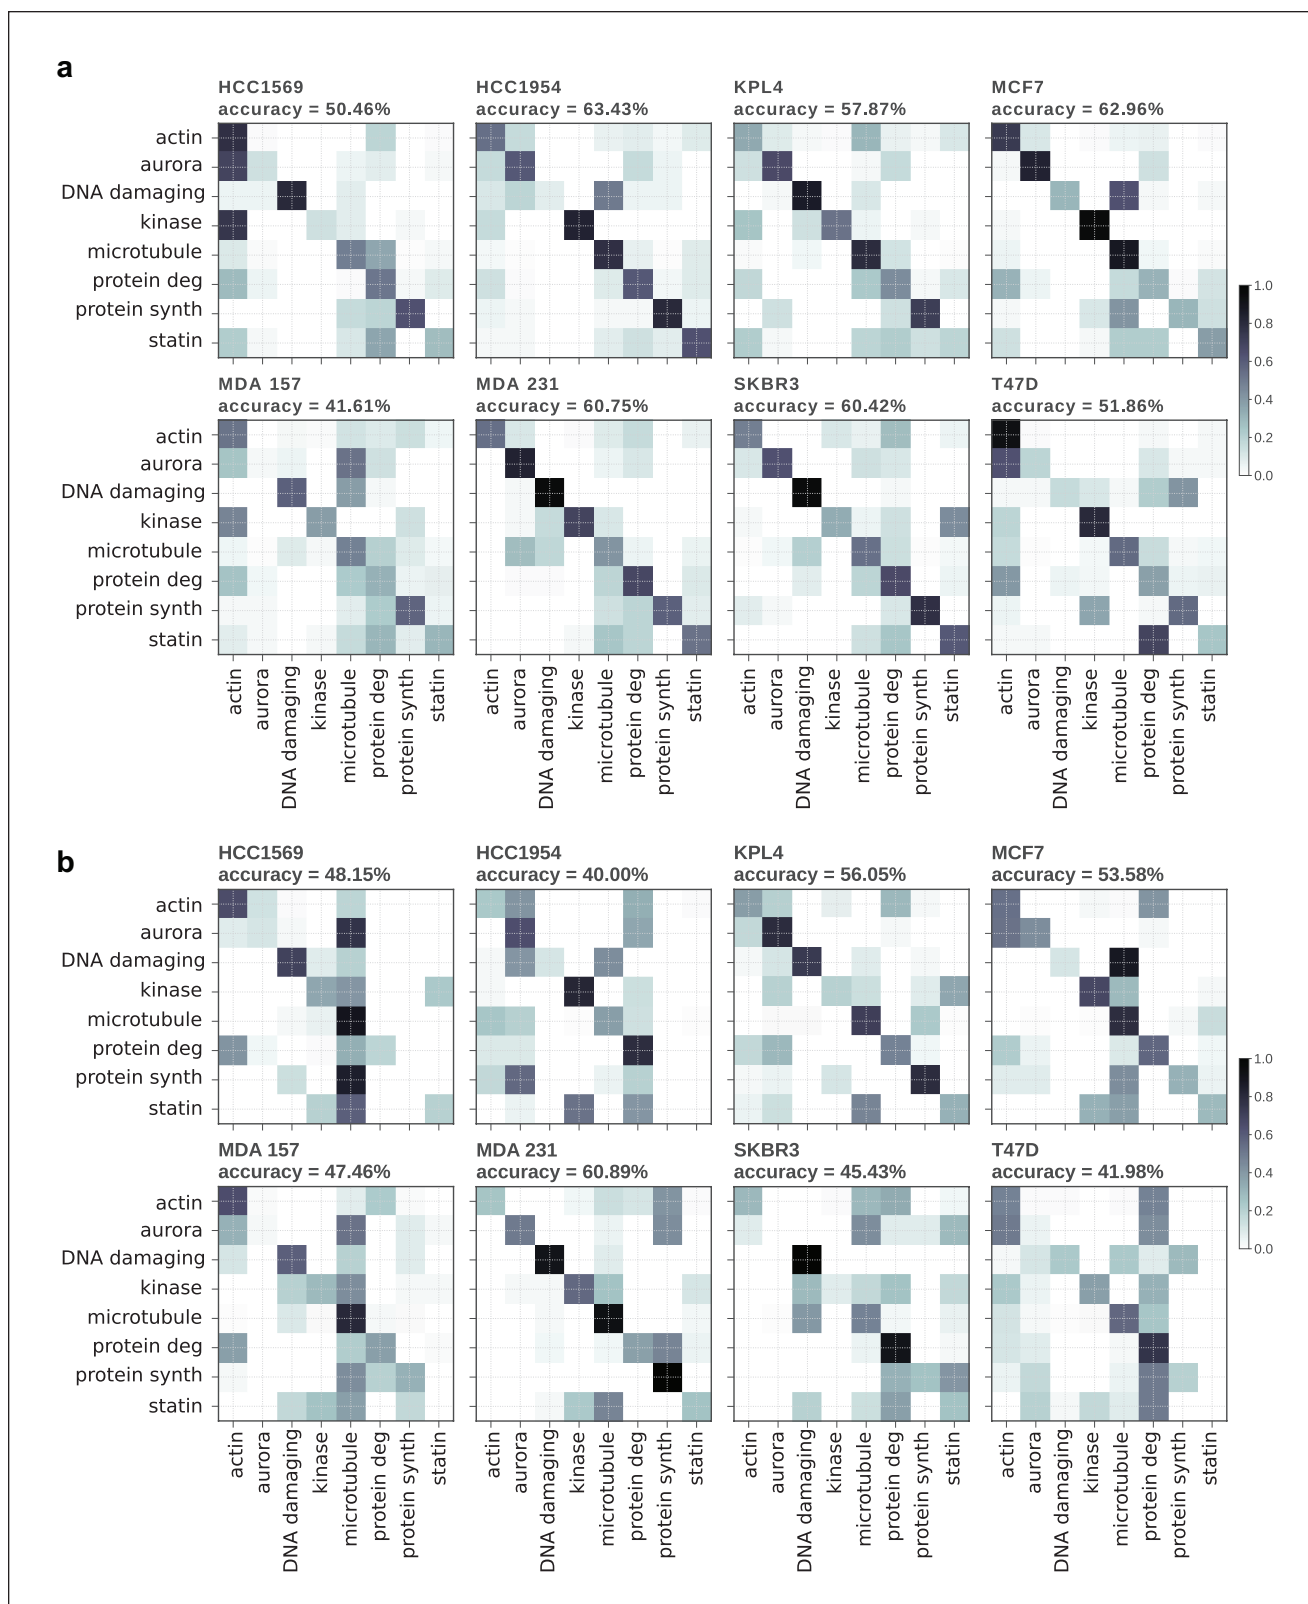 a
HCC1569 HCC1954 KPL4 MCF7
accuracy = 50.46% accuracy = 63.43% accuracy = 57.87% accuracy = 62.96%
actin
aurora
DNA damaging
kinase
microtubule
protein deg
protein synth
statin
1.0
0.8
0.6
0.4
0.2
0.0
MDA 157 MDA 231 SKBR3 T47D
accuracy = 41.61% accuracy = 60.75% accuracy = 60.42% accuracy = 51.86%
actin
aurora
DNA damaging
kinase
microtubule
protein deg
protein synth
statin
actin aurora DNA damaging kinase microtubule protein deg protein synth statin
actin aurora DNA damaging kinase microtubule protein deg protein synth statin
actin aurora DNA damaging kinase microtubule protein deg protein synth statin
actin aurora DNA damaging kinase microtubule protein deg protein synth statin
b
HCC1569 HCC1954 KPL4 MCF7
accuracy = 48.15% accuracy = 40.00% accuracy = 56.05% accuracy = 53.58%
actin
aurora
DNA damaging
kinase
microtubule
protein deg
protein synth
statin
1.0
0.8
0.6
0.4
0.2
0.0
MDA 157 MDA 231 SKBR3 T47D
accuracy = 47.46% accuracy = 60.89% accuracy = 45.43% accuracy = 41.98%
actin
aurora
DNA damaging
kinase
microtubule
protein deg
protein synth
statin
actin aurora DNA damaging kinase microtubule protein deg protein synth statin
actin aurora DNA damaging kinase microtubule protein deg protein synth statin
actin aurora DNA damaging kinase microtubule protein deg protein synth statin
actin aurora DNA damaging kinase microtubule protein deg protein synth statin